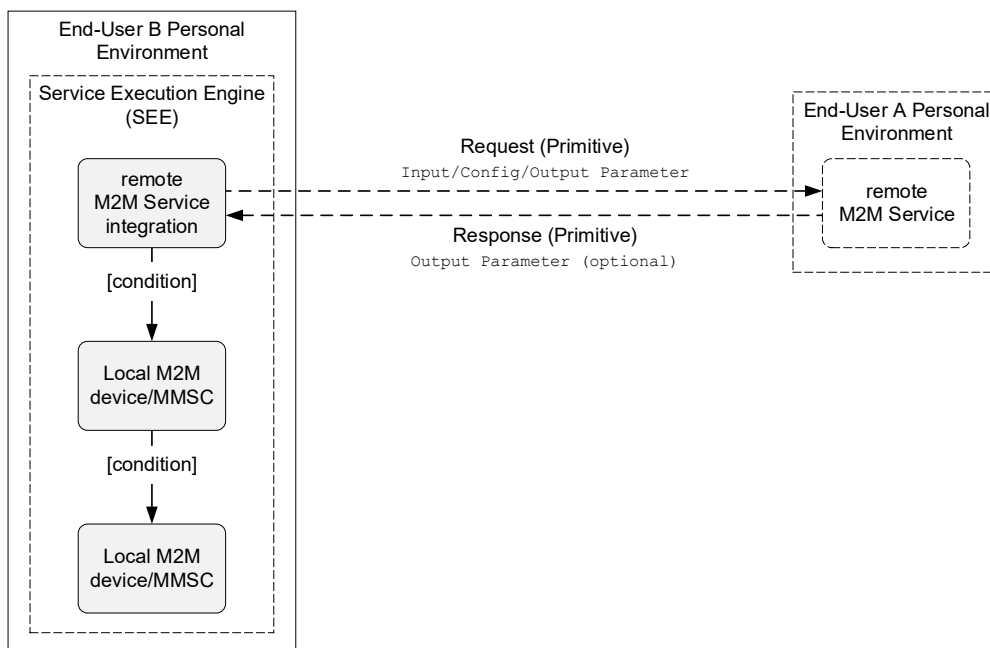 End-User B Personal
Environment
Service Execution Engine
(SEE)
remote
M2M Service
integration
[condition]
Local M2M
device/MMSC
[condition]
Local M2M
device/MMSC
Request (Primitive)
Input/Config/Output Parameter
Response (Primitive)
Output Parameter (optional)
End-User A Personal
Environment
remote
M2M Service